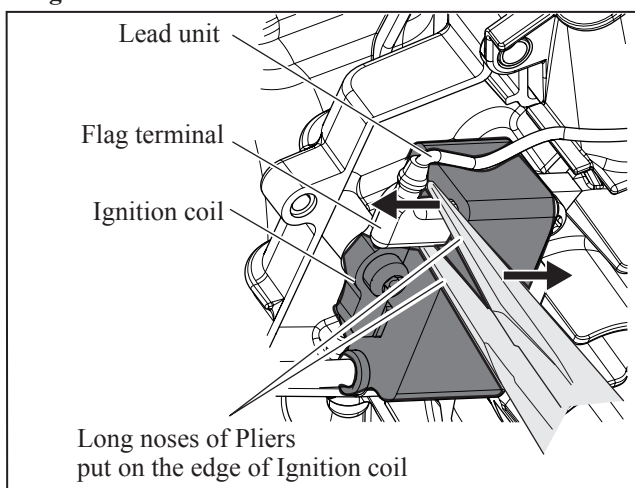 Lead unit
Flag terminal
Ignition coil
Long noses of Pliers
put on the edge of Ignition coil